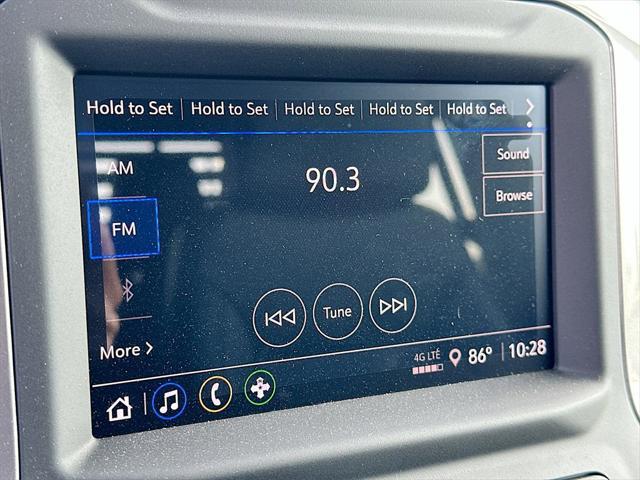 Hold to Set Hold to Set Hold to Set Hold to Set Hold to Set
AM
90.3
Sound
FM
Browse
Tune
More
4G LTE 86° 10:28